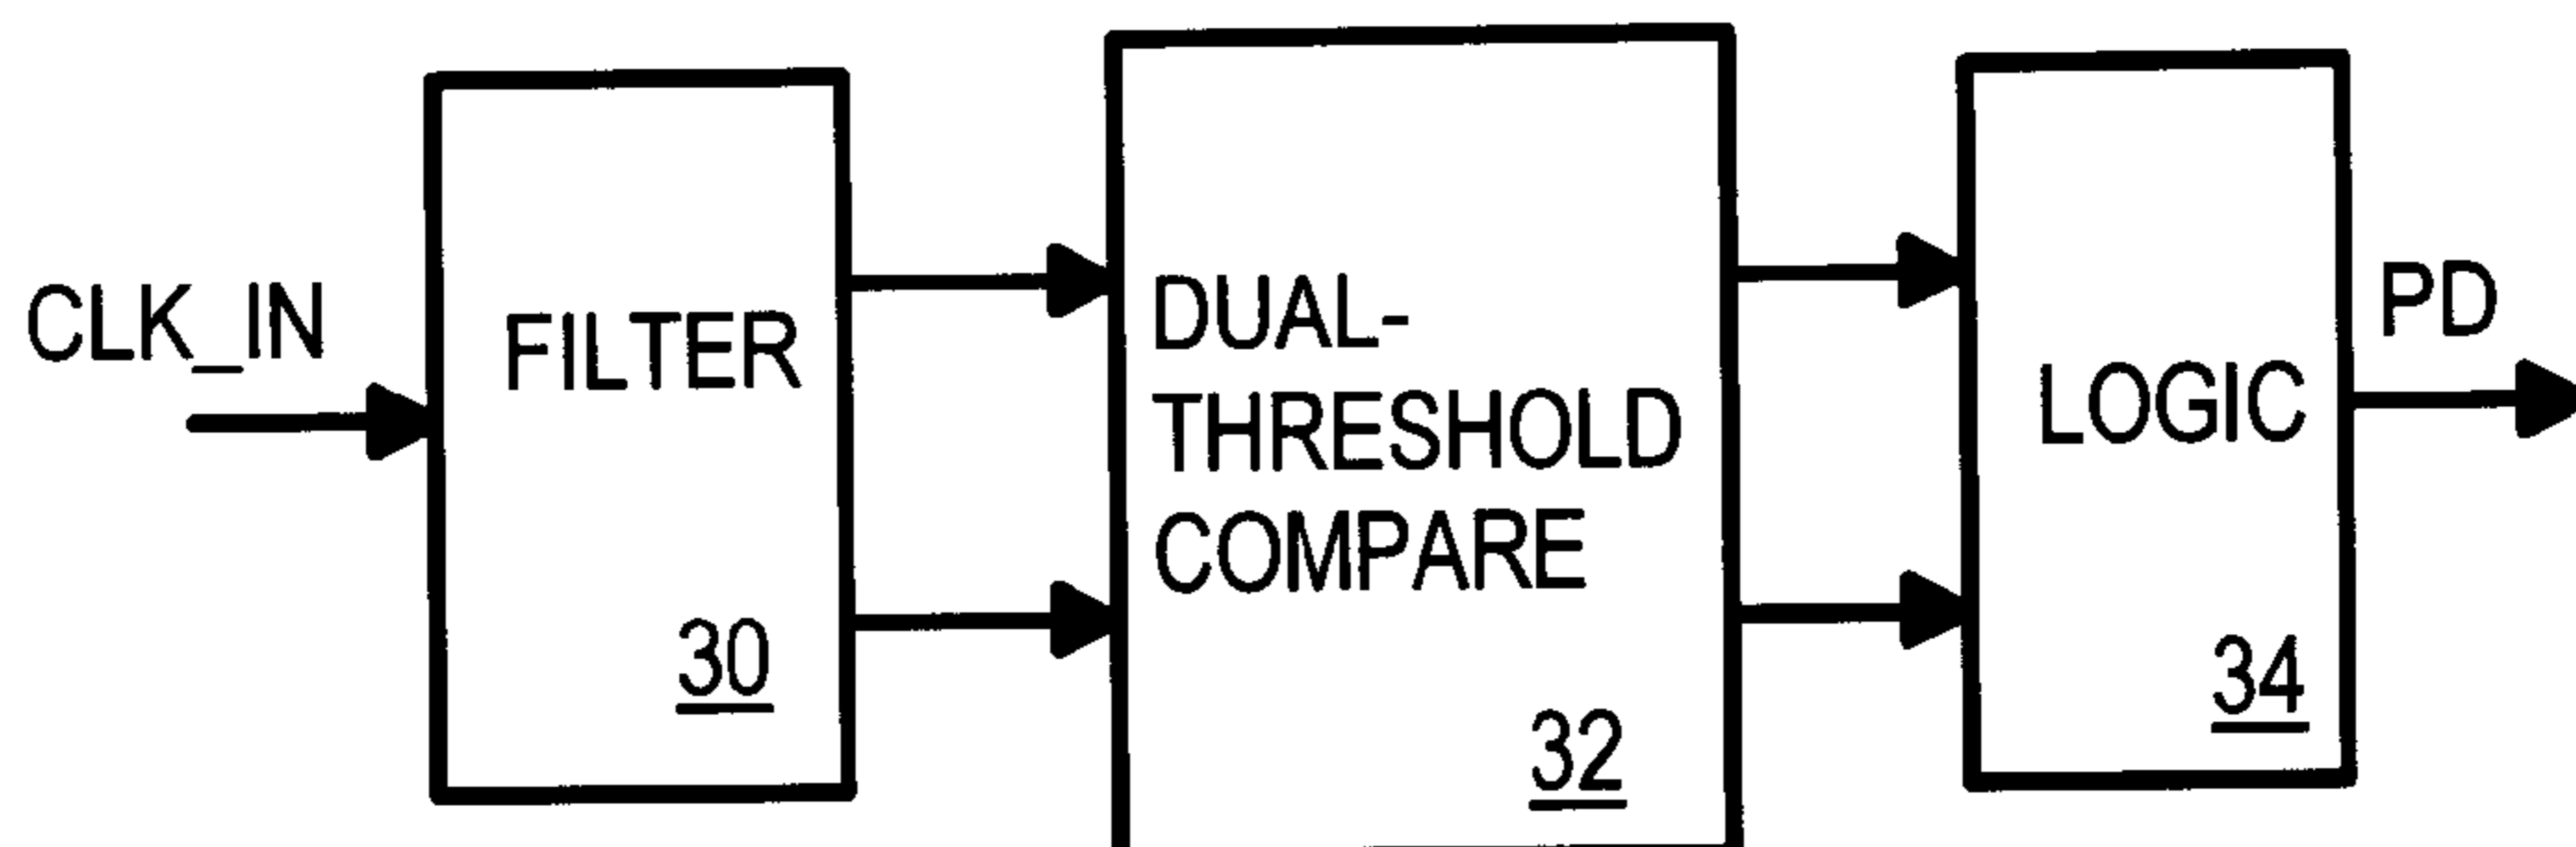 CLK_IN
FILTER
30
DUAL-
THRESHOLD
COMPARE
32
LOGIC
34
PD